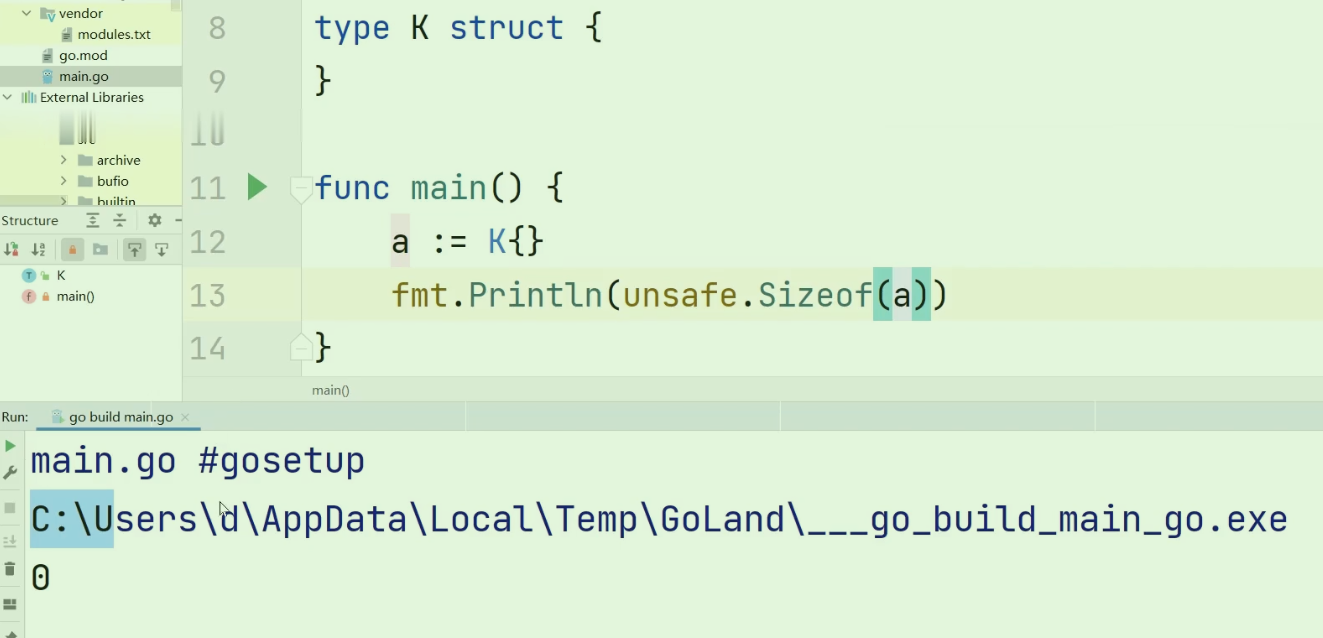 vendor
modules.txt
go.mod
main.go
External Libraries
archive
bufio
builtin
Structure
K
main()
8 type K struct {
9 }
10
11 func main() {
12 a := K{}
13 fmt.Println(unsafe.Sizeof(a))
14 }
main()
Run: go build main.go
main.go #gosetup
C:\Users\d\AppData\Local\Temp\GoLand\___go_build_main_go.exe
0